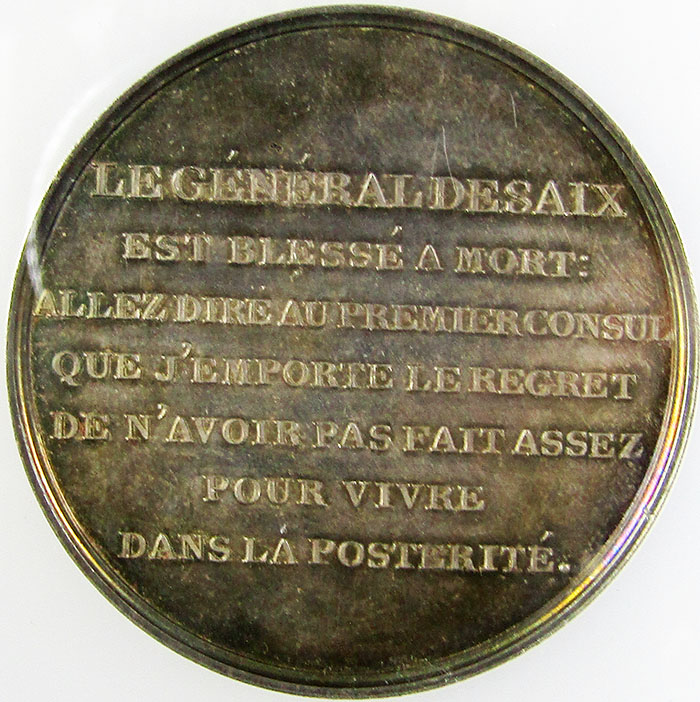 LE GÉNÉRAL DESAIX
EST BLESSÉ A MORT:
ALLEZ DIRE AU PREMIER CONSUL
QUE J'EMPORTE LE REGRET
DE N'AVOIR PAS FAIT ASSEZ
POUR VIVRE
DANS LA POSTERITÉ.